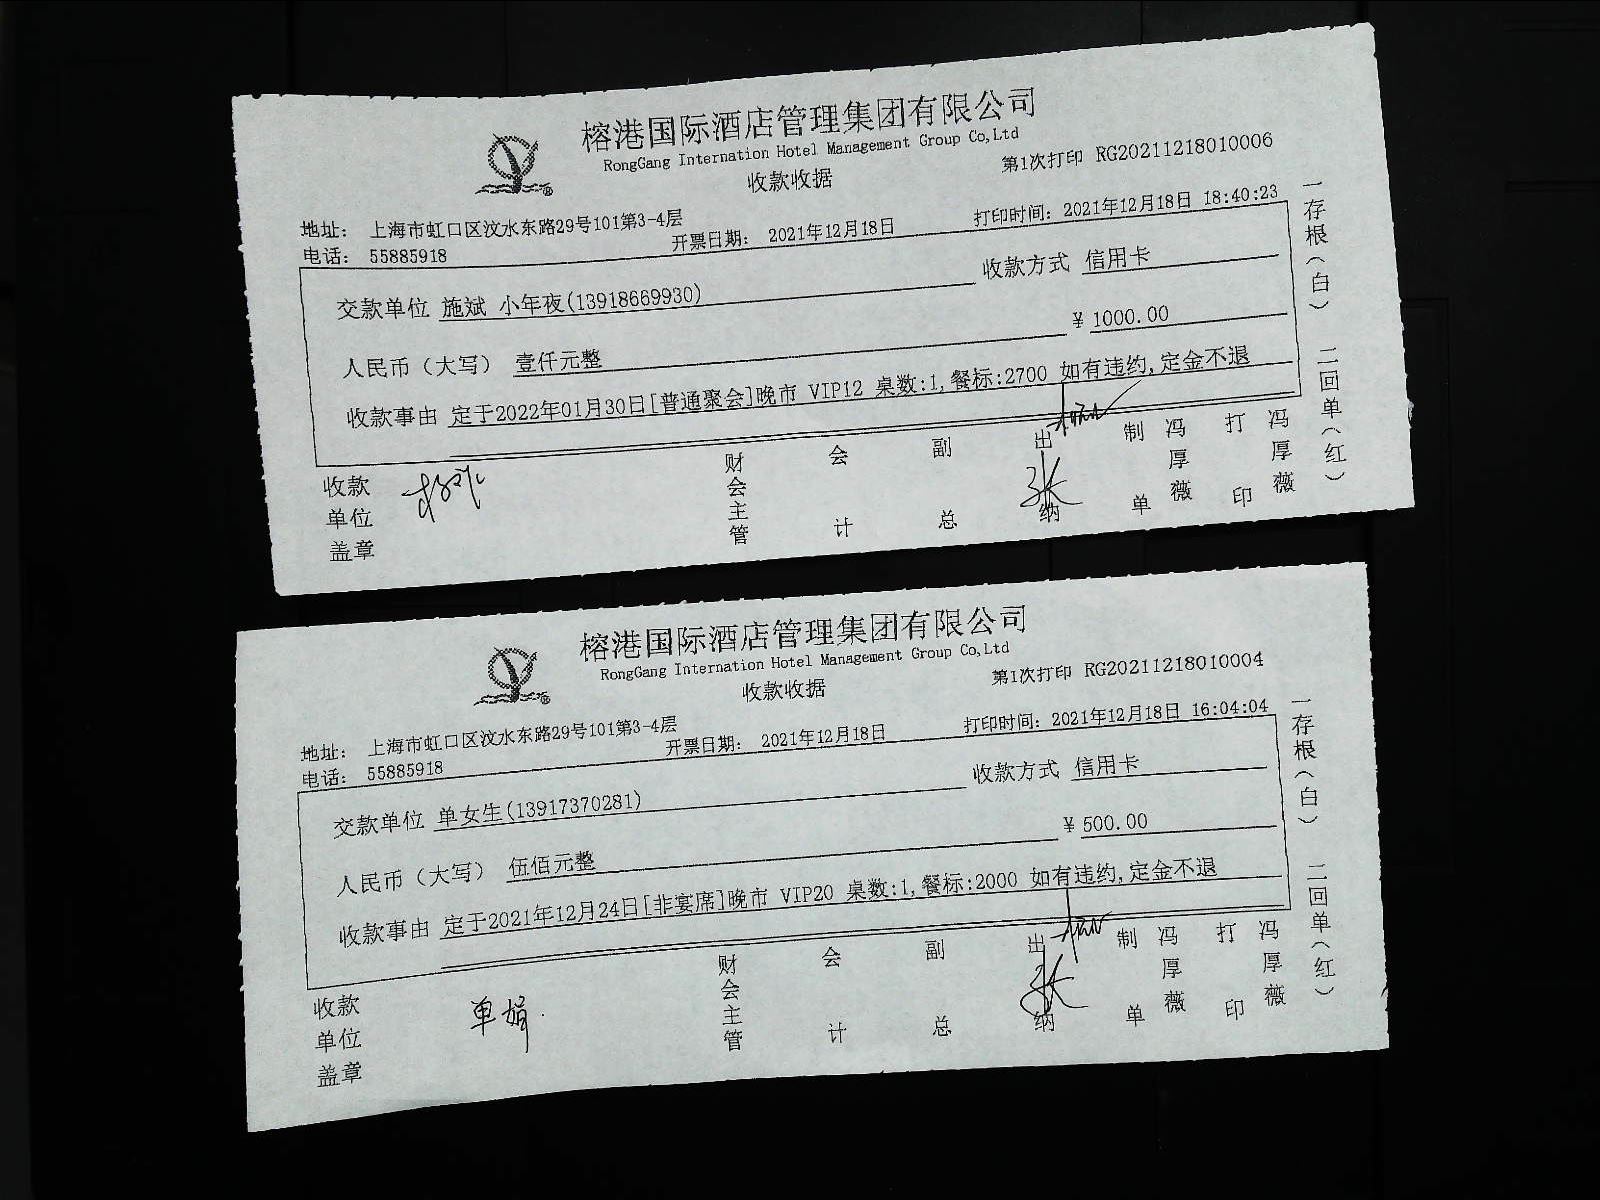 榕港国际酒店管理集团有限公司
RongGang Internation Hotel Management Group Co,Ltd
收款收据
第1次打印 RG20211218010006
地址: 上海市虹口区汶水东路29号101第3-4层
电话: 55885918
开票日期: 2021年12月18日
打印时间: 2021年12月18日 18:40:23
交款单位 施斌 小年夜(13918669930)
收款方式 信用卡
人民币（大写） 壹仟元整
¥ 1000.00
收款事由 定于2022年01月30日[普通聚会]晚市 VIP12 桌数:1,餐标:2700 如有违约,定金不退
收款单位盖章
财会主管
会计
副总
出纳 张
制单 冯厚薇
打印 冯厚薇
一存根（白） 二回单（红）
榕港国际酒店管理集团有限公司
RongGang Internation Hotel Management Group Co,Ltd
收款收据
第1次打印 RG20211218010004
地址: 上海市虹口区汶水东路29号101第3-4层
电话: 55885918
开票日期: 2021年12月18日
打印时间: 2021年12月18日 16:04:04
交款单位 单女生(13917370281)
收款方式 信用卡
人民币（大写） 伍佰元整
¥ 500.00
收款事由 定于2021年12月24日[非宴席]晚市 VIP20 桌数:1,餐标:2000 如有违约,定金不退
收款单位盖章 单娟
财会主管
会计
副总
出纳 张
制单 冯厚薇
打印 冯厚薇
一存根（白） 二回单（红）